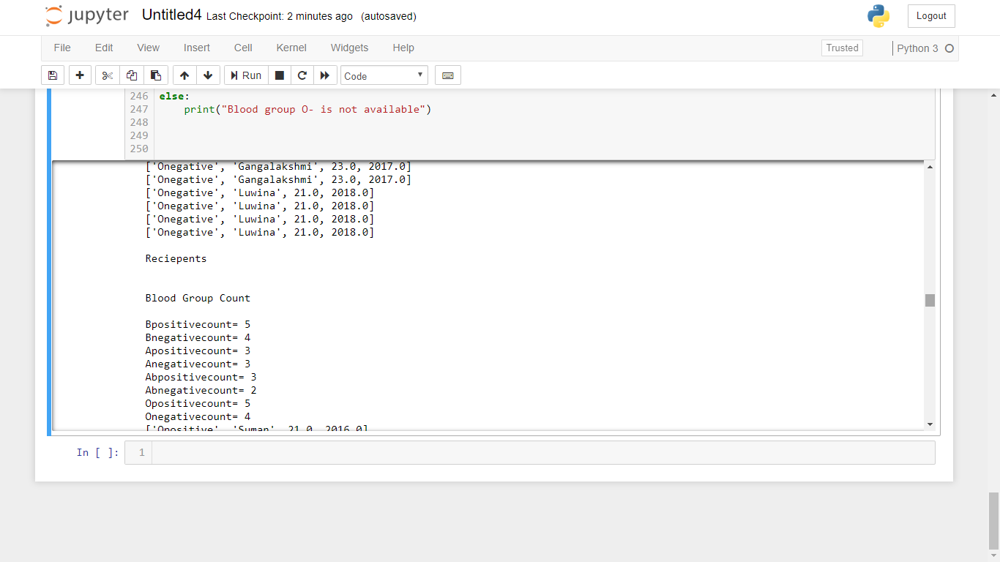 jupyter Untitled4 Last Checkpoint: 2 minutes ago (autosaved) Logout
File Edit View Insert Cell Kernel Widgets Help Trusted Python 3
Run Code
246 else:
247     print("Blood group O- is not available")
248
249
250
['Onegative', 'Gangalakshmi', 23.0, 2017.0]
['Onegative', 'Gangalakshmi', 23.0, 2017.0]
['Onegative', 'Luwina', 21.0, 2018.0]
['Onegative', 'Luwina', 21.0, 2018.0]
['Onegative', 'Luwina', 21.0, 2018.0]
['Onegative', 'Luwina', 21.0, 2018.0]
Reciepents
Blood Group Count
Bpositivecount= 5
Bnegativecount= 4
Apositivecount= 3
Anegativecount= 3
Abpositivecount= 3
Abnegativecount= 2
Opositivecount= 5
Onegativecount= 4
['Opositive', 'Suman', 21.0, 2016.0]
In [ ]: 1